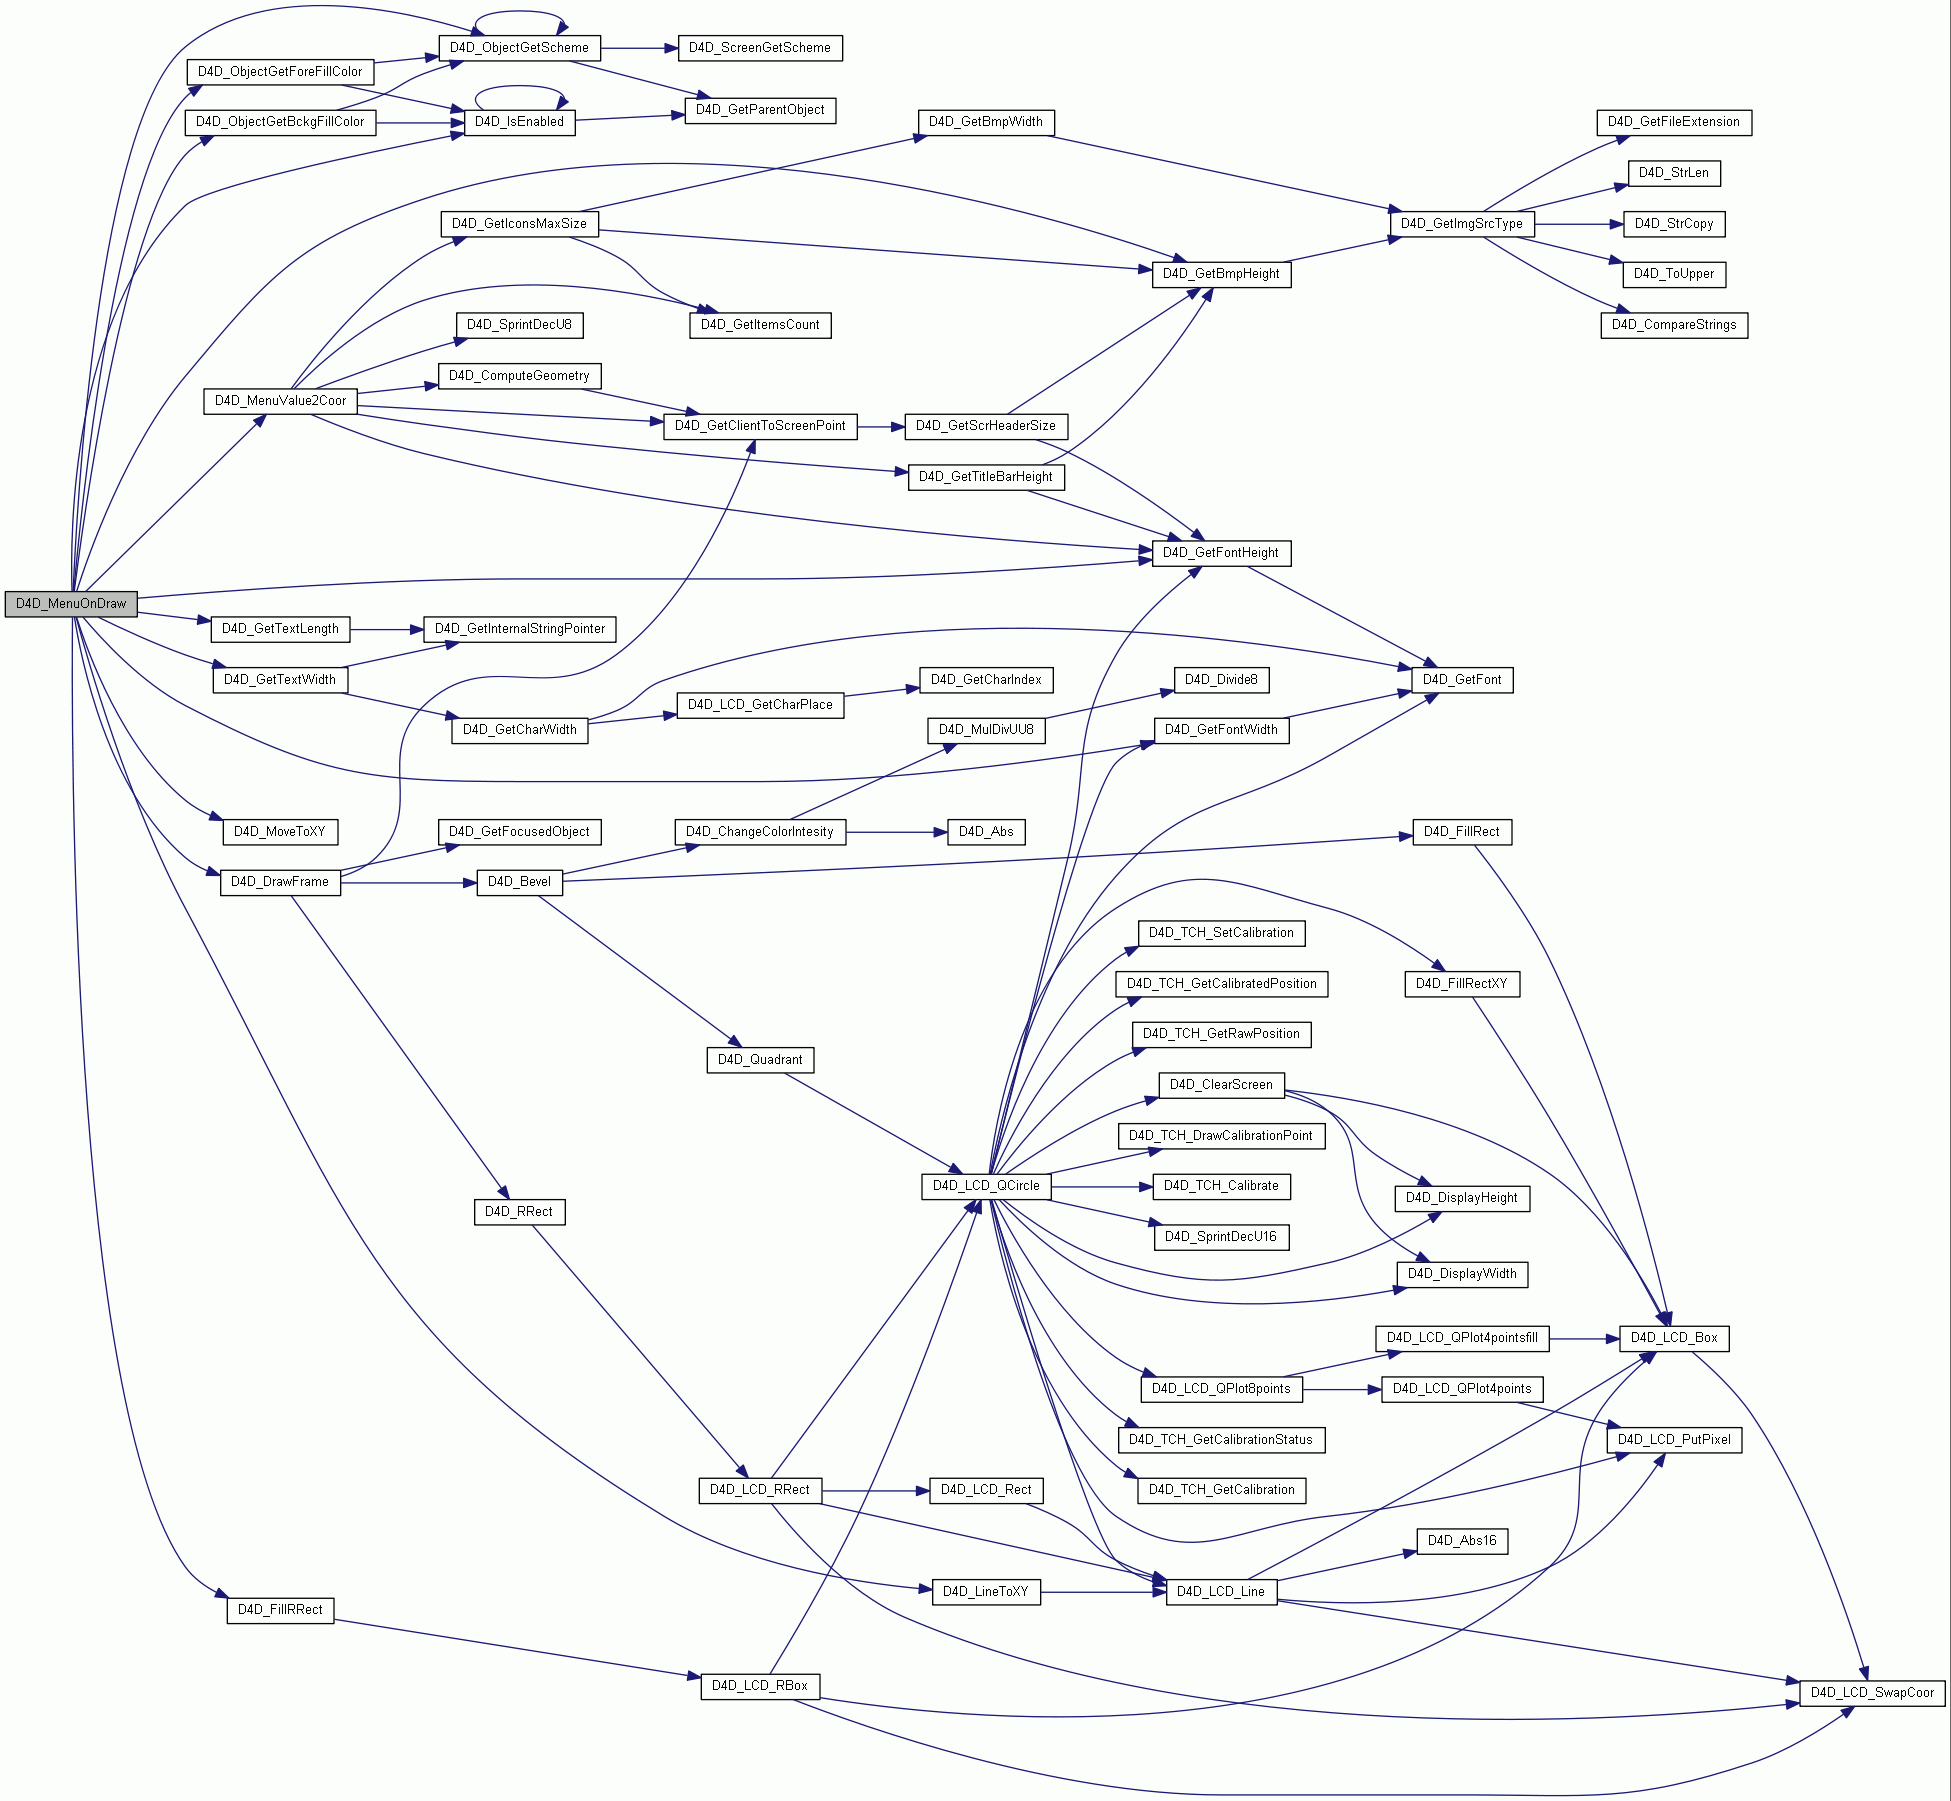 D4D_ObjectGetScheme
D4D_ScreenGetScheme
D4D_ObjectGetForeFillColor
D4D_GetParentObject
D4D_ObjectGetBckgFillColor
D4D_IsEnabled
D4D_GetBmpWidth
D4D_GetFileExtension
D4D_StrLen
D4D_GetIconsMaxSize
D4D_GetImgSrcType
D4D_StrCopy
D4D_GetBmpHeight
D4D_ToUpper
D4D_SprintDecU8
D4D_GetItemsCount
D4D_CompareStrings
D4D_ComputeGeometry
D4D_MenuValue2Coor
D4D_GetClientToScreenPoint
D4D_GetScrHeaderSize
D4D_GetTitleBarHeight
D4D_GetFontHeight
D4D_MenuOnDraw
D4D_GetTextLength
D4D_GetInternalStringPointer
D4D_GetTextWidth
D4D_GetCharIndex
D4D_Divide8
D4D_GetFont
D4D_LCD_GetCharPlace
D4D_GetCharWidth
D4D_MulDivUU8
D4D_GetFontWidth
D4D_MoveToXY
D4D_GetFocusedObject
D4D_ChangeColorIntesity
D4D_Abs
D4D_FillRect
D4D_DrawFrame
D4D_Bevel
D4D_TCH_SetCalibration
D4D_TCH_GetCalibratedPosition
D4D_FillRectXY
D4D_TCH_GetRawPosition
D4D_Quadrant
D4D_ClearScreen
D4D_TCH_DrawCalibrationPoint
D4D_LCD_QCircle
D4D_TCH_Calibrate
D4D_DisplayHeight
D4D_RRect
D4D_SprintDecU16
D4D_DisplayWidth
D4D_LCD_QPlot4pointsfill
D4D_LCD_Box
D4D_LCD_QPlot8points
D4D_LCD_QPlot4points
D4D_TCH_GetCalibrationStatus
D4D_LCD_PutPixel
D4D_LCD_RRect
D4D_LCD_Rect
D4D_TCH_GetCalibration
D4D_Abs16
D4D_LineToXY
D4D_LCD_Line
D4D_FillRRect
D4D_LCD_RBox
D4D_LCD_SwapCoor